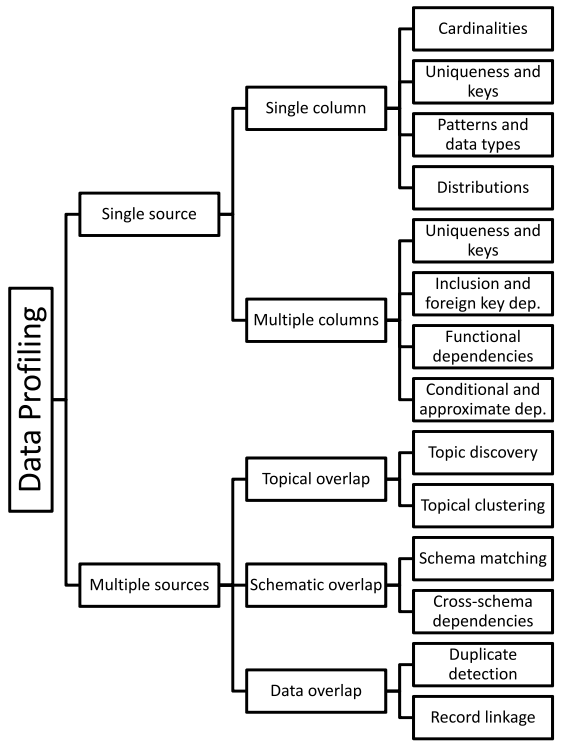 Data Profiling
Single source
Single column
Cardinalities
Uniqueness and
keys
Patterns and
data types
Distributions
Multiple columns
Uniqueness and
keys
Inclusion and
foreign key dep.
Functional
dependencies
Conditional and
approximate dep.
Multiple sources
Topical overlap
Topic discovery
Topical clustering
Schematic overlap
Schema matching
Cross-schema
dependencies
Data overlap
Duplicate
detection
Record linkage